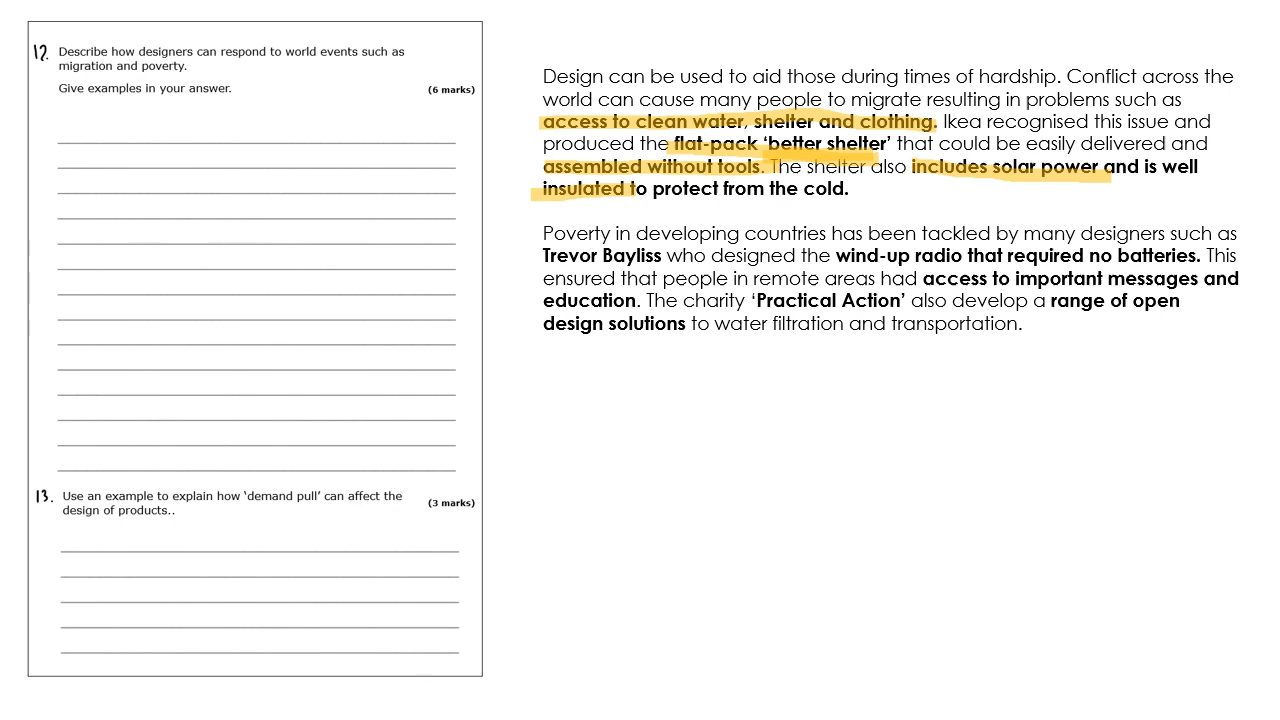 12. Describe how designers can respond to world events such as
migration and poverty.
Give examples in your answer. (6 marks)
13. Use an example to explain how ‘demand pull’ can affect the
design of products.. (3 marks)
Design can be used to aid those during times of hardship. Conflict across the
world can cause many people to migrate resulting in problems such as
access to clean water, shelter and clothing. Ikea recognised this issue and
produced the flat-pack ‘better shelter’ that could be easily delivered and
assembled without tools. The shelter also includes solar power and is well
insulated to protect from the cold.
Poverty in developing countries has been tackled by many designers such as
Trevor Bayliss who designed the wind-up radio that required no batteries. This
ensured that people in remote areas had access to important messages and
education. The charity ‘Practical Action’ also develop a range of open
design solutions to water filtration and transportation.